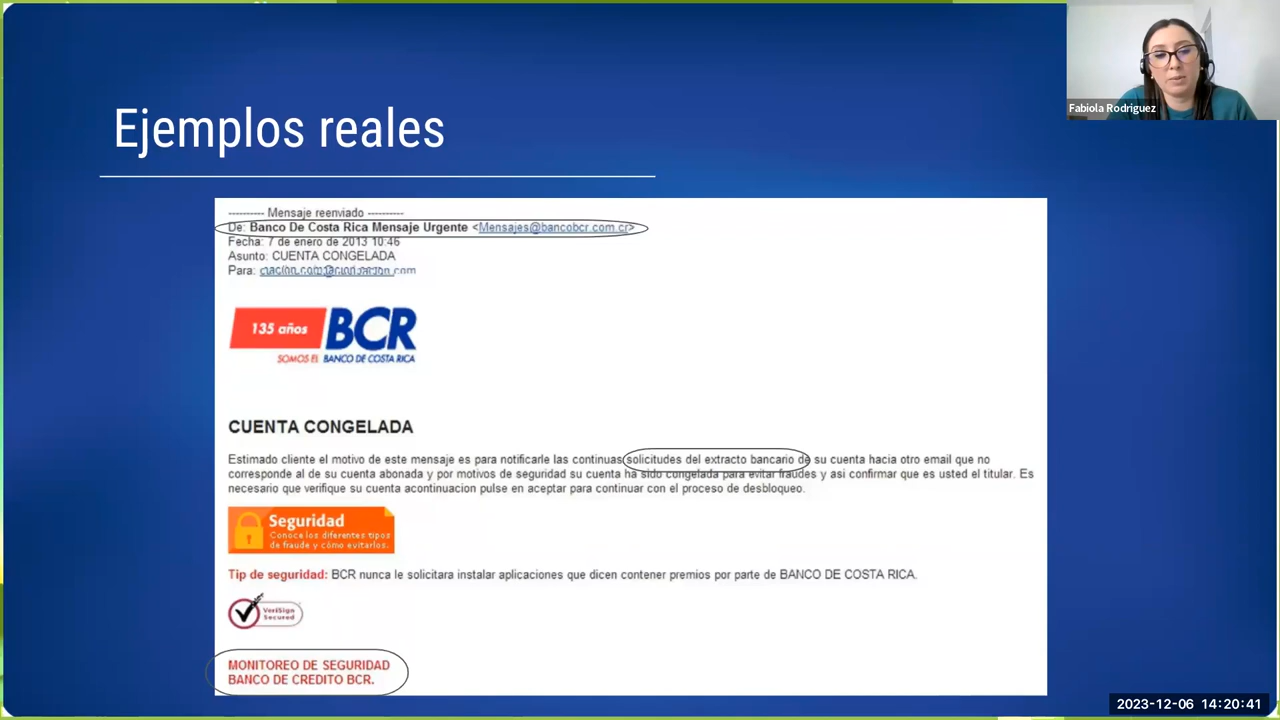 Ejemplos reales
Fabiola Rodriguez
---------- Mensaje reenviado ----------
De: Banco De Costa Rica Mensaje Urgente <Mensajes@bancobcr.com.cr>
Fecha: 7 de enero de 2013 10:46
Asunto: CUENTA CONGELADA
Para:
135 años BCR
SOMOS EL BANCO DE COSTA RICA
CUENTA CONGELADA
Estimado cliente el motivo de este mensaje es para notificarle las continuas solicitudes del extracto bancario de su cuenta hacia otro email que no
corresponde al de su cuenta abonada y por motivos de seguridad su cuenta ha sido congelada para evitar fraudes y asi confirmar que es usted el titular. Es
necesario que verifique su cuenta acontinuacion pulse en aceptar para continuar con el proceso de desbloqueo.
Seguridad
Conoce los diferentes tipos
de fraude y cómo evitarlos.
Tip de seguridad: BCR nunca le solicitara instalar aplicaciones que dicen contener premios por parte de BANCO DE COSTA RICA.
VeriSign
Secured
MONITOREO DE SEGURIDAD
BANCO DE CREDITO BCR.
2023-12-06 14:20:41